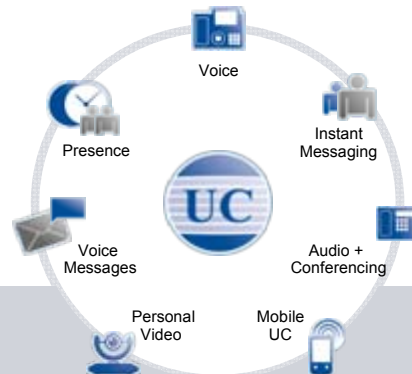 Voice
Instant
Messaging
Presence
UC
Voice
Messages
Audio +
Conferencing
Personal
Video
Mobile
UC